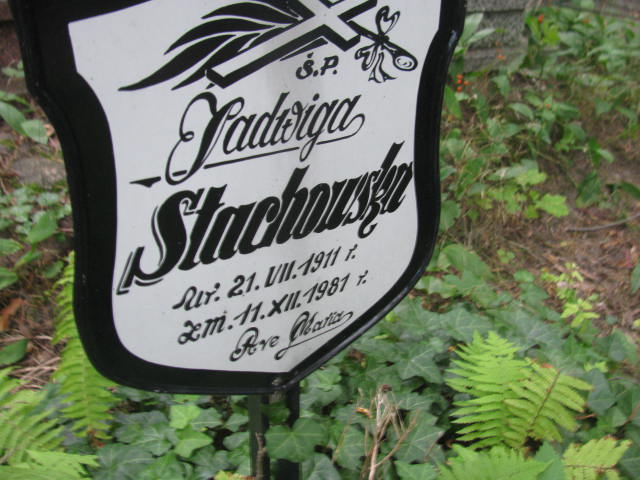 Ś.P.
Jadwiga
Stachowska
Ur. 21.VII.1911 r.
zm. 11.XII.1981 r.
Ave Maria